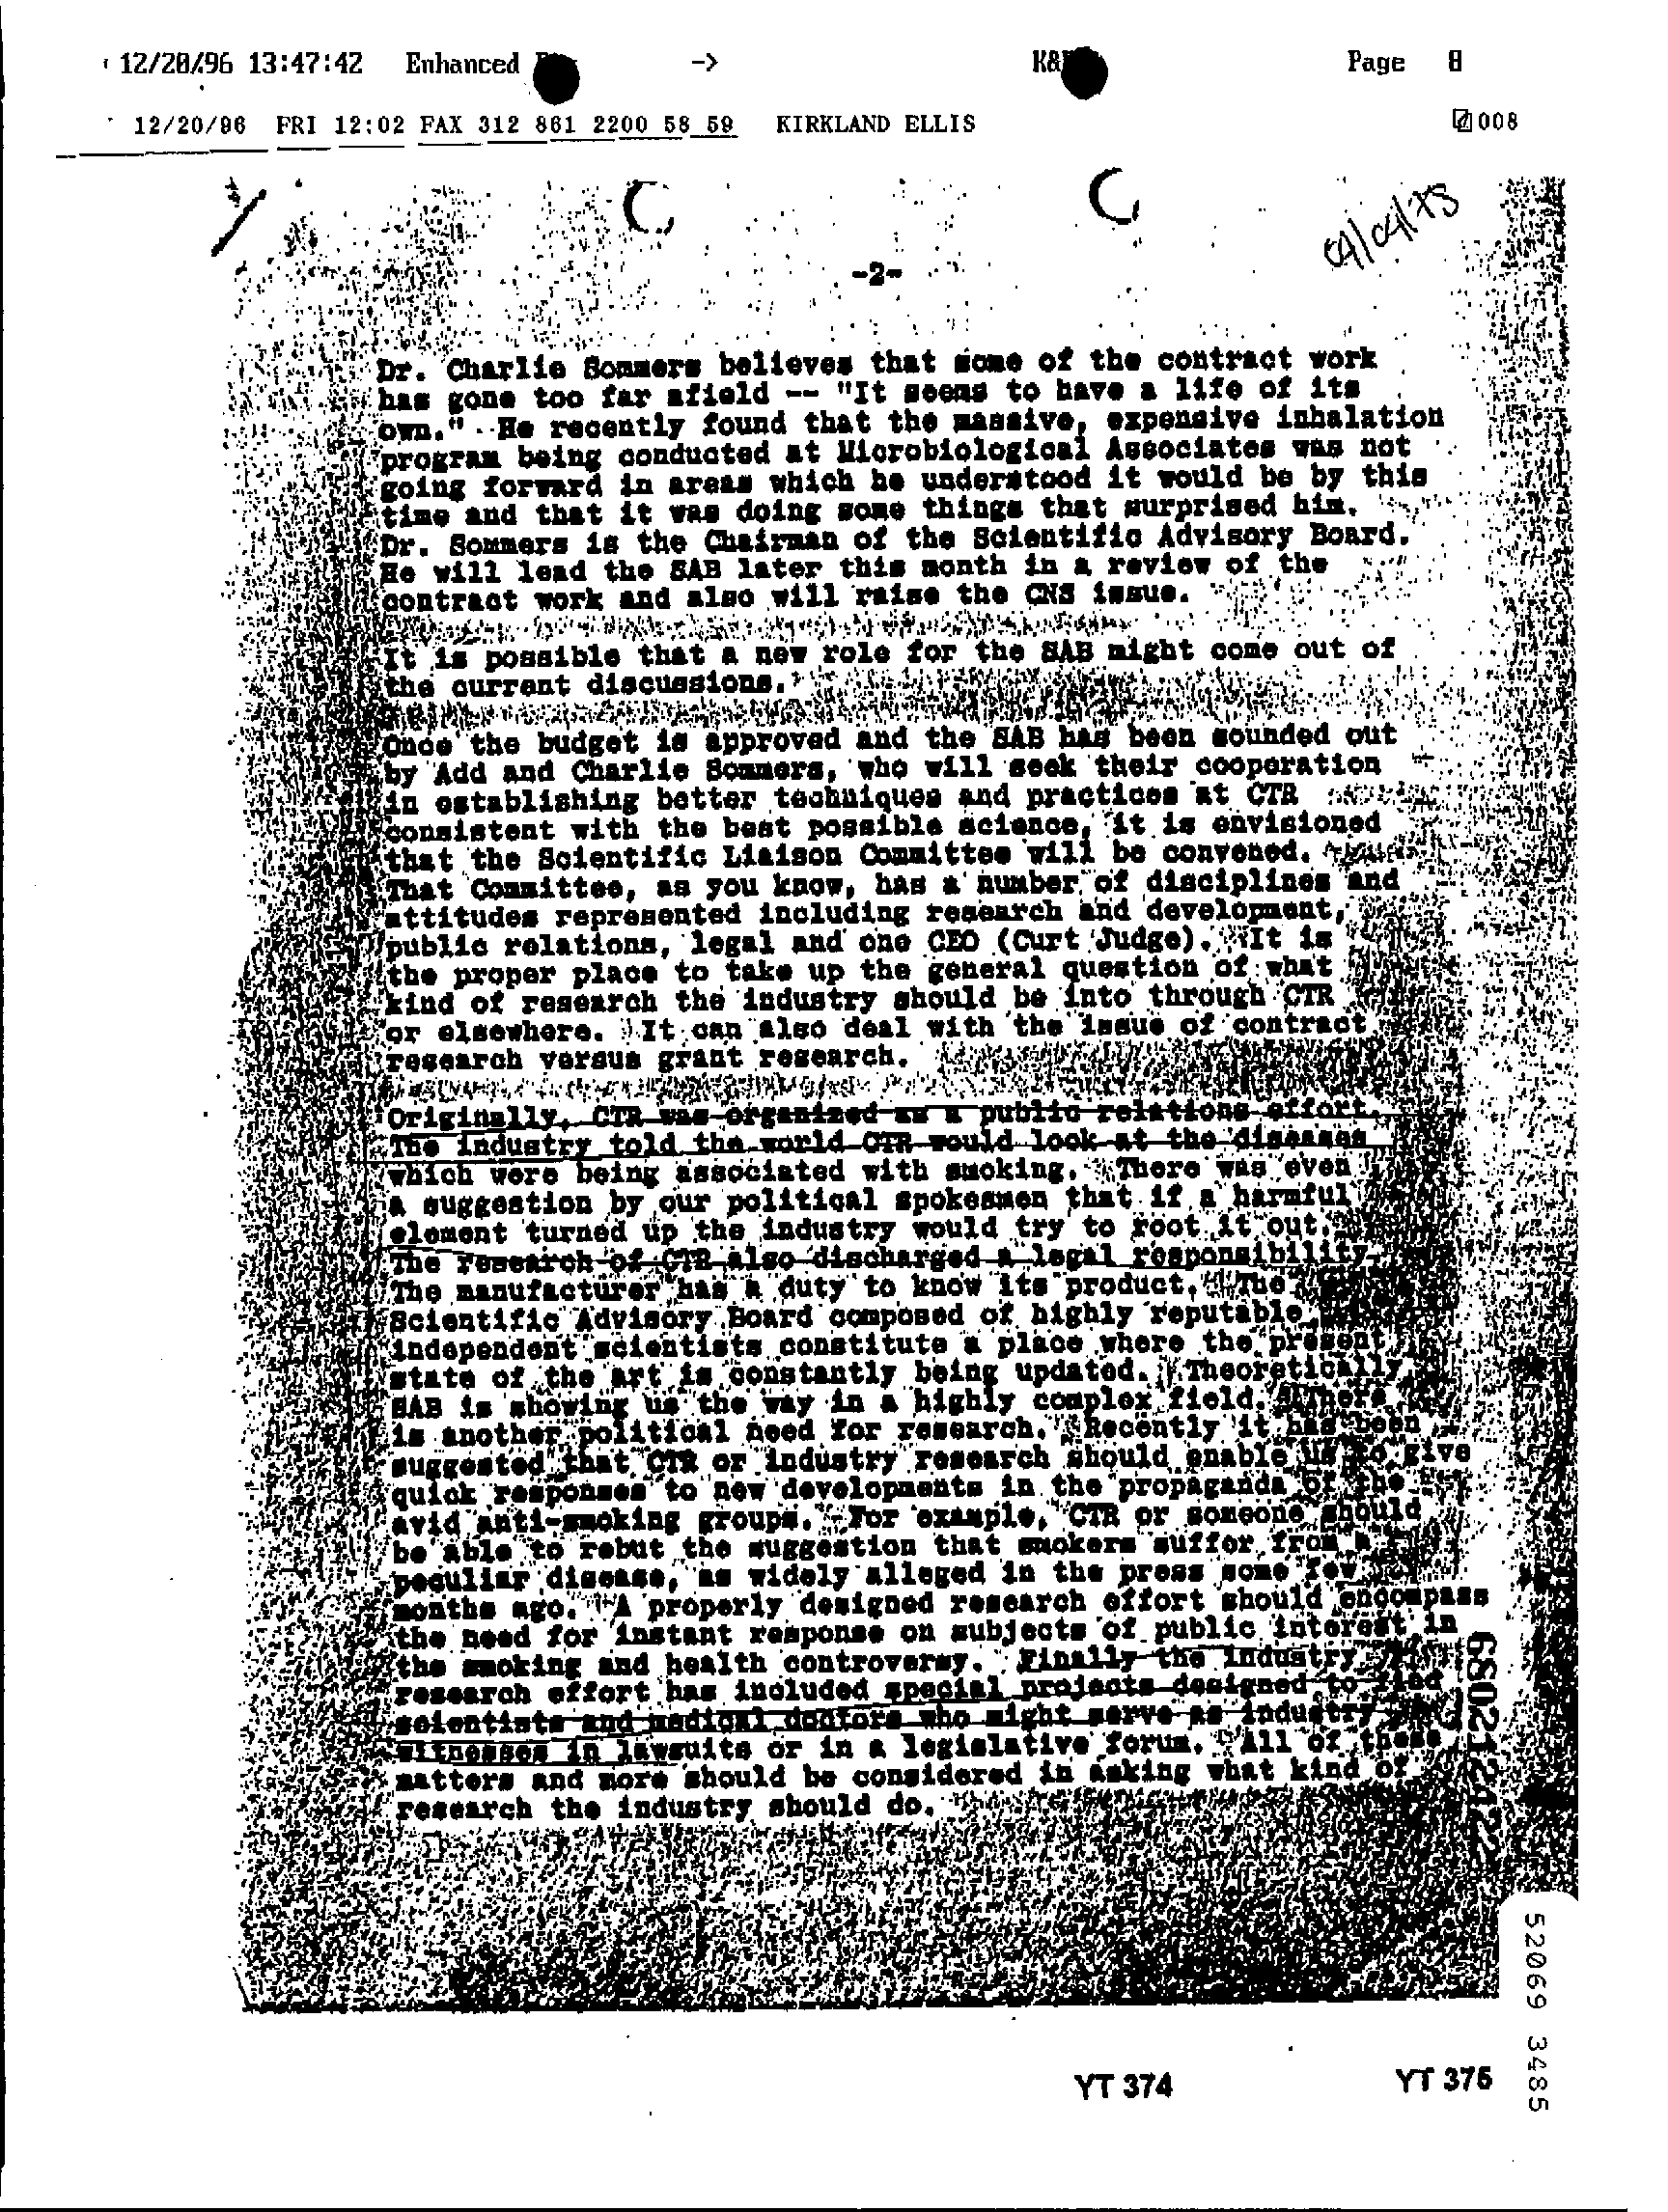 12/20/96 13:47:42 Enhanced -> Page 8
12/20/96 FRI 12:02 FAX 312 861 2200 58 59 KIRKLAND ELLIS 008
-2-
Dr. Charlie Sommers believes that some of the contract work
has gone too far afield -- "It seems to have a life of its
own." He recently found that the massive, expensive inhalation
program being conducted at Microbiological Associates was not
going forward in areas which he understood it would be by this
time and that it was doing some things that surprised him.
Dr. Sommers is the Chairman of the Scientific Advisory Board.
He will lead the SAB later this month in a review of the
contract work and also will raise the CNS issue.
It is possible that a new role for the SAB might come out of
the current discussions.
Once the budget is approved and the SAB has been sounded out
by Add and Charlie Sommers, who will seek their cooperation
in establishing better techniques and practices at CTR
consistent with the best possible science, it is envisioned
that the Scientific Liaison Committee will be convened.
That Committee, as you know, has a number of disciplines and
attitudes represented including research and development,
public relations, legal and one CEO (Curt Judge). It is
the proper place to take up the general question of what
kind of research the industry should be into through CTR
or elsewhere. It can also deal with the issue of contract
research versus grant research.
Originally, CTR was organized as a public relations effort.
The industry told the world CTR would look at the diseases
which were being associated with smoking. There was even
a suggestion by our political spokesmen that if a harmful
element turned up the industry would try to root it out.
The research of CTR also discharged a legal responsibility.
The manufacturer has a duty to know its product. The
Scientific Advisory Board composed of highly reputable
independent scientists constitute a place where the present
state of the art is constantly being updated. Theoretically
SAB is showing us the way in a highly complex field. There
is another political need for research. Recently it has been
suggested that CTR or industry research should enable us to give
quick responses to new developments in the propaganda of the
avid anti-smoking groups. For example, CTR or someone should
be able to rebut the suggestion that smokers suffer from a
peculiar disease, as widely alleged in the press some few
months ago. A properly designed research effort should encompass
the need for instant response on subjects of public interest in
the smoking and health controversy. Finally the industry
research effort has included special projects designed to find
scientists and medical doctors who might serve as industry
witnesses in lawsuits or in a legislative forum. All of these
matters and more should be considered in asking what kind of
research the industry should do.
680212422
52069 3485
YT 374 YT 375